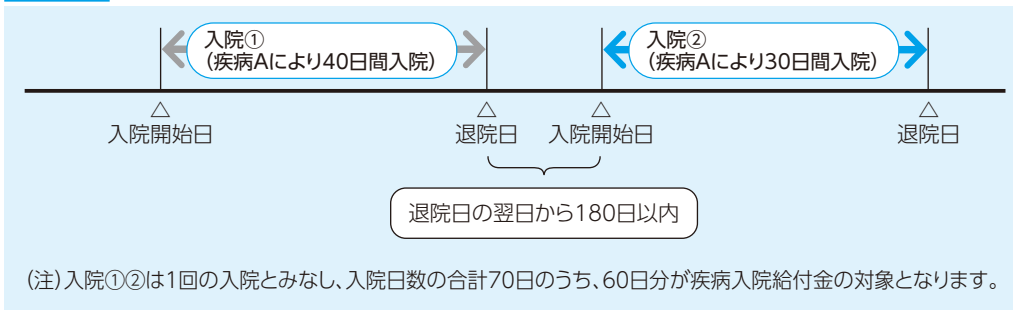 入院①
(疾病Aにより40日間入院)
入院②
(疾病Aにより30日間入院)
△
入院開始日
△
退院日
△
入院開始日
△
退院日
退院日の翌日から180日以内
(注)入院①②は1回の入院とみなし、入院日数の合計70日のうち、60日分が疾病入院給付金の対象となります。